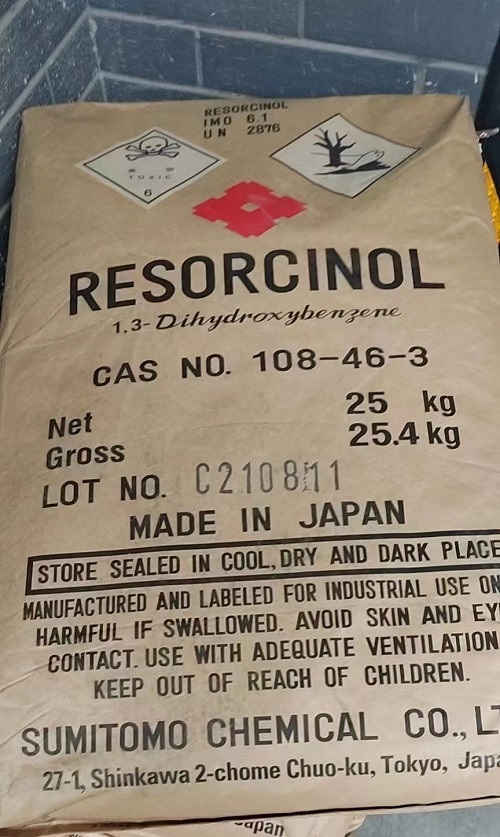 RESORCINOL
IMO 6.1
UN 2876
TOXIC
6
RESORCINOL
1.3-Dihydroxybenzene
CAS NO. 108-46-3
Net 25 kg
Gross 25.4 kg
LOT NO. C210811
MADE IN JAPAN
STORE SEALED IN COOL, DRY AND DARK PLACE
MANUFACTURED AND LABELED FOR INDUSTRIAL USE ON
HARMFUL IF SWALLOWED. AVOID SKIN AND EY
CONTACT. USE WITH ADEQUATE VENTILATION
KEEP OUT OF REACH OF CHILDREN.
SUMITOMO CHEMICAL CO., LT
27-1, Shinkawa 2-chome Chuo-ku, Tokyo, Japa
apan